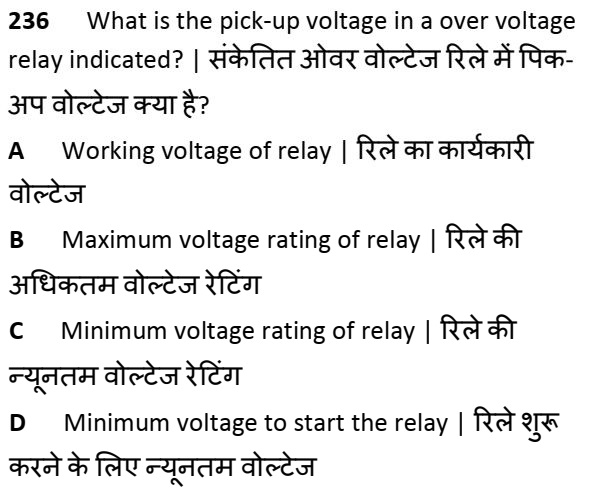 236 What is the pick-up voltage in a over voltage
relay indicated? | संकेतित ओवर वोल्टेज रिले में पिक-
अप वोल्टेज क्या है?
A Working voltage of relay | रिले का कार्यकारी
वोल्टेज
B Maximum voltage rating of relay | रिले की
अधिकतम वोल्टेज रेटिंग
C Minimum voltage rating of relay | रिले की
न्यूनतम वोल्टेज रेटिंग
D Minimum voltage to start the relay | रिले शुरू
करने के लिए न्यूनतम वोल्टेज